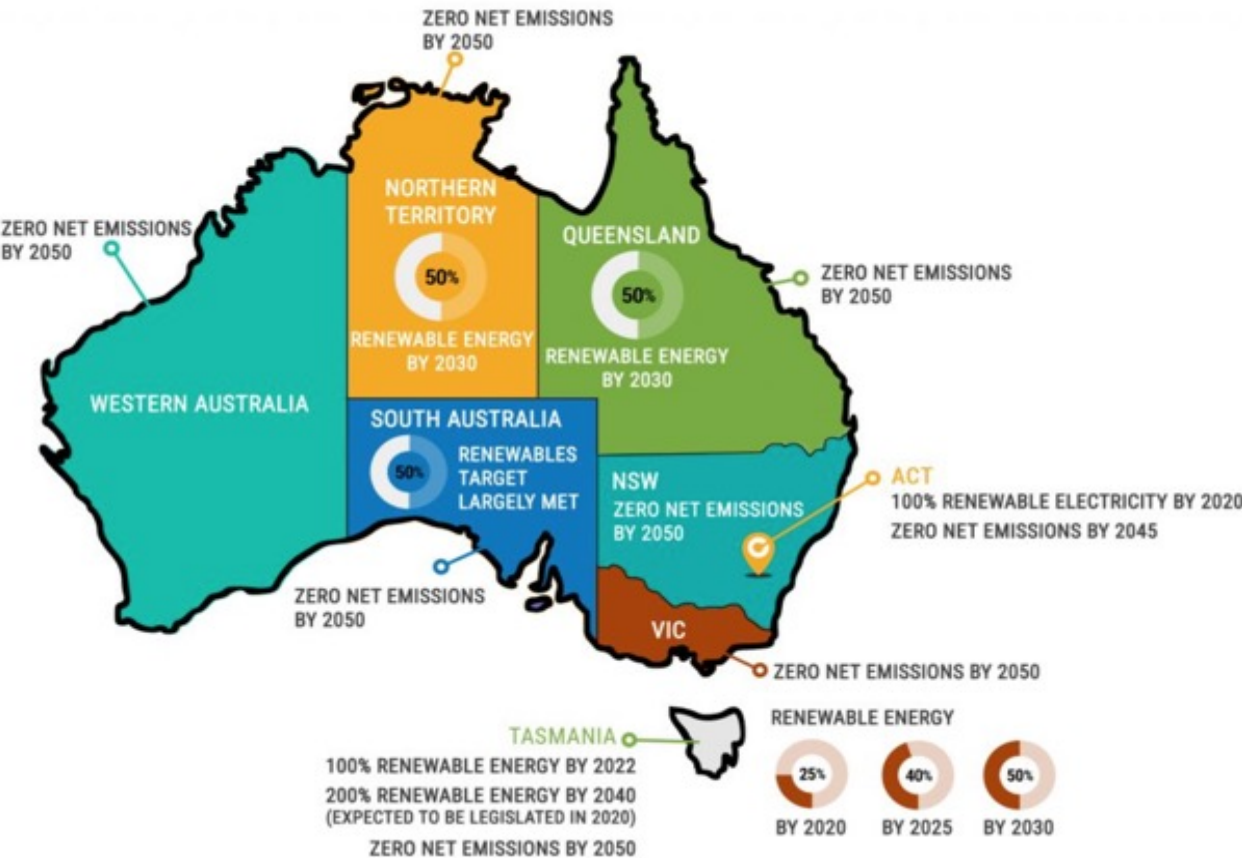 ZERO NET EMISSIONS
BY 2050
NORTHERN
TERRITORY
50%
RENEWABLE ENERGY
BY 2030
ZERO NET EMISSIONS
BY 2050
WESTERN AUSTRALIA
QUEENSLAND
50%
RENEWABLE ENERGY
BY 2030
ZERO NET EMISSIONS
BY 2050
SOUTH AUSTRALIA
50%
RENEWABLES
TARGET
LARGELY MET
ZERO NET EMISSIONS
BY 2050
NSW
ZERO NET EMISSIONS
BY 2050
ACT
100% RENEWABLE ELECTRICITY BY 2020
ZERO NET EMISSIONS BY 2045
VIC
ZERO NET EMISSIONS BY 2050
RENEWABLE ENERGY
25%
40%
50%
BY 2020
BY 2025
BY 2030
TASMANIA
100% RENEWABLE ENERGY BY 2022
200% RENEWABLE ENERGY BY 2040
(EXPECTED TO BE LEGISLATED IN 2020)
ZERO NET EMISSIONS BY 2050